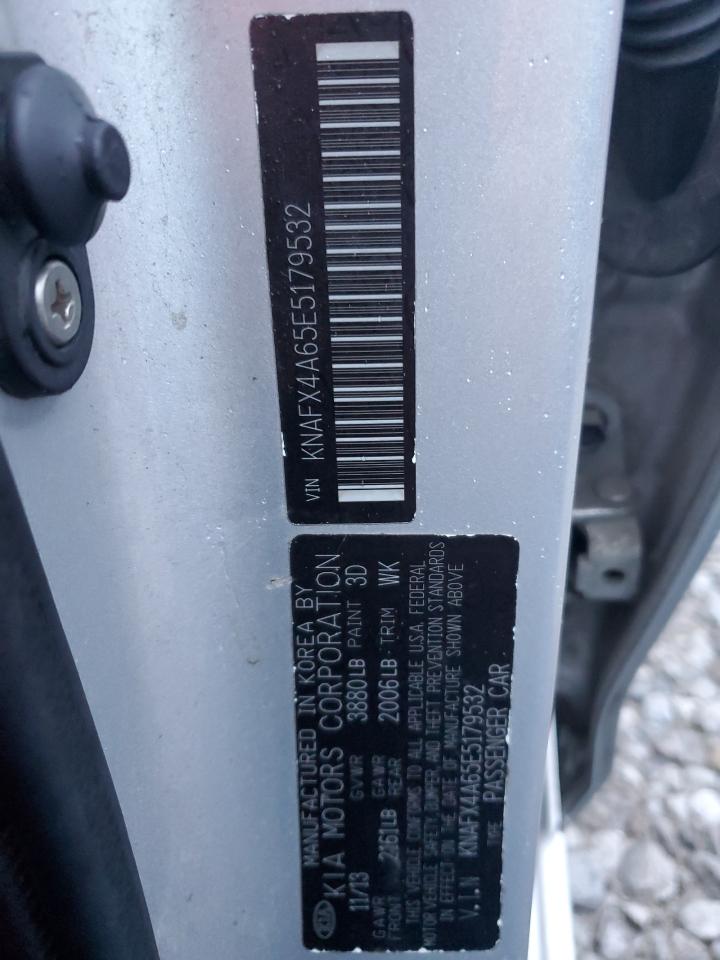 VIN KNAFX4A65E5179532
MANUFACTURED IN KOREA BY
KIA KIA MOTORS CORPORATION
11/13 GVWR 3880LB PAINT 3D
GAWR FRONT 2161LB GAWR REAR 2006LB TRIM WK
THIS VEHICLE CONFORMS TO ALL APPLICABLE U.S.A. FEDERAL
MOTOR VEHICLE SAFETY, BUMPER, AND THEFT PREVENTION STANDARDS
IN EFFECT ON THE DATE OF MANUFACTURE SHOWN ABOVE
V.I.N KNAFX4A65E5179532
TYPE PASSENGER CAR